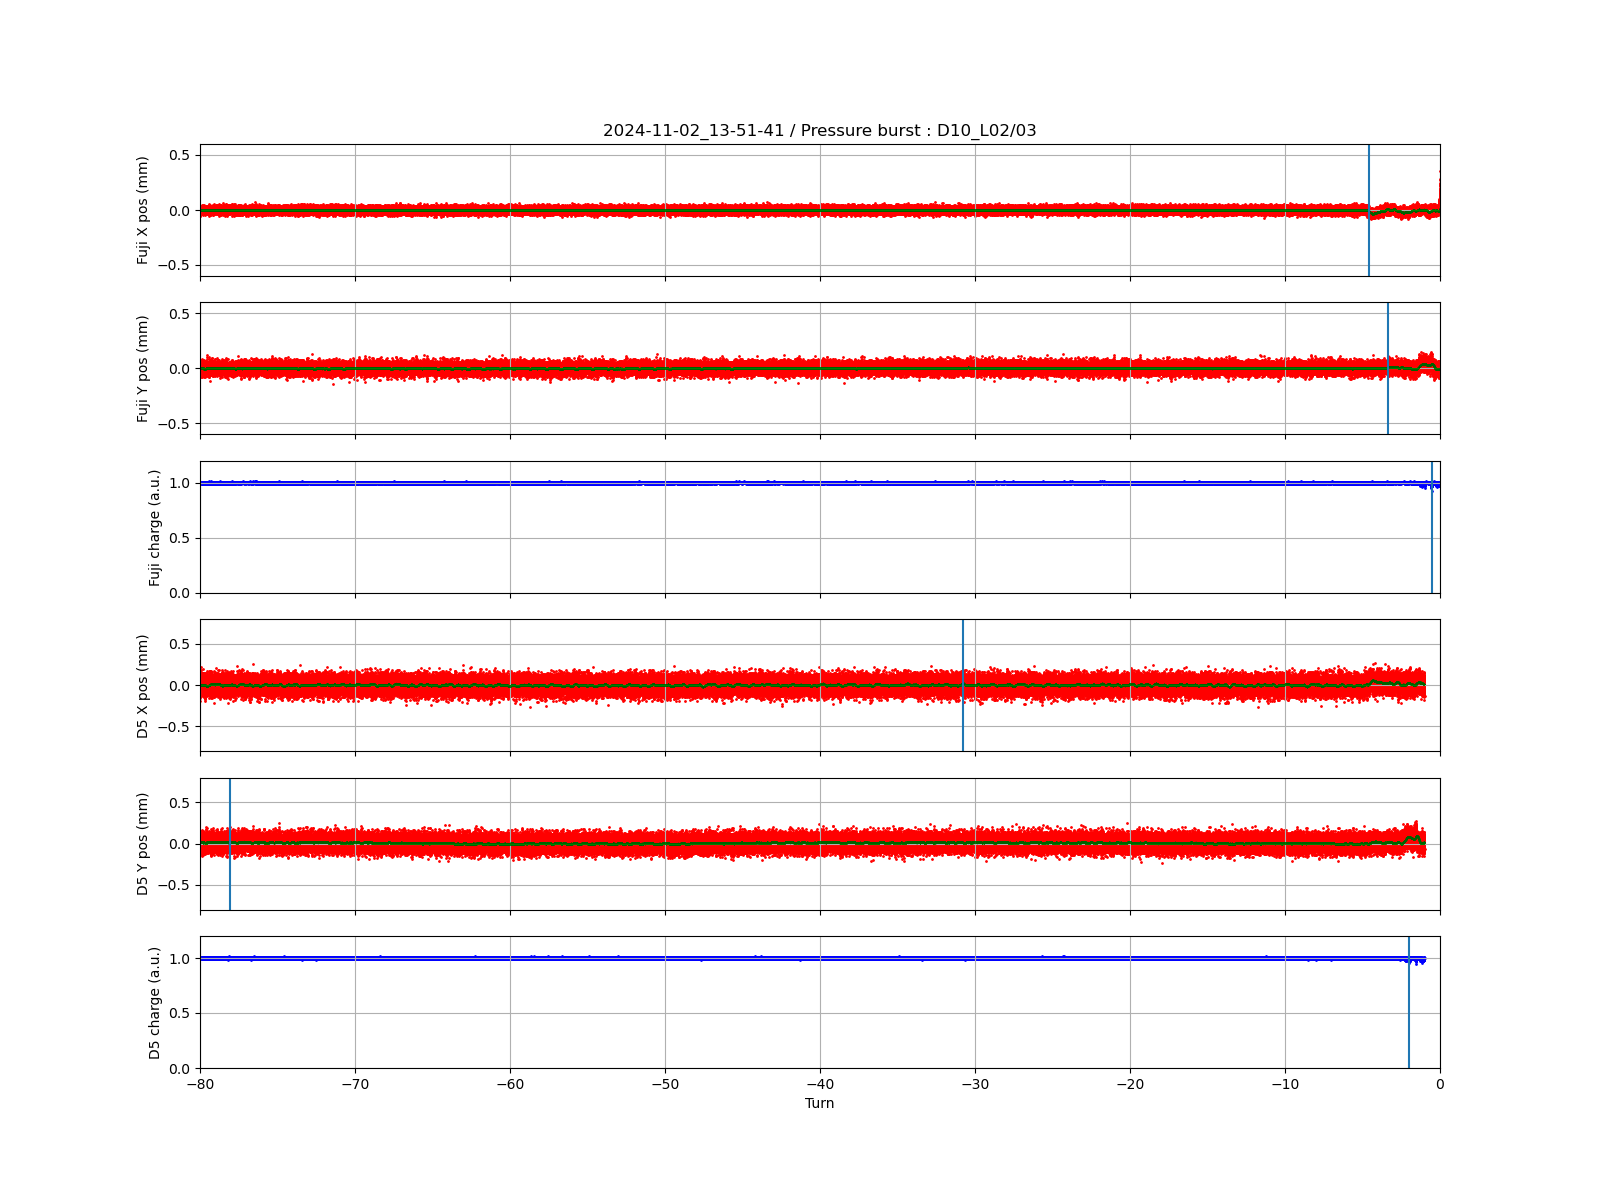 2024-11-02_13-51-41 / Pressure burst : D10_L02/03
Fuji X pos (mm)
0.5
0.0
−0.5
Fuji Y pos (mm)
0.5
0.0
−0.5
Fuji charge (a.u.)
1.0
0.5
0.0
D5 X pos (mm)
0.5
0.0
−0.5
D5 Y pos (mm)
0.5
0.0
−0.5
D5 charge (a.u.)
1.0
0.5
0.0
−80 −70 −60 −50 −40 −30 −20 −10 0
Turn